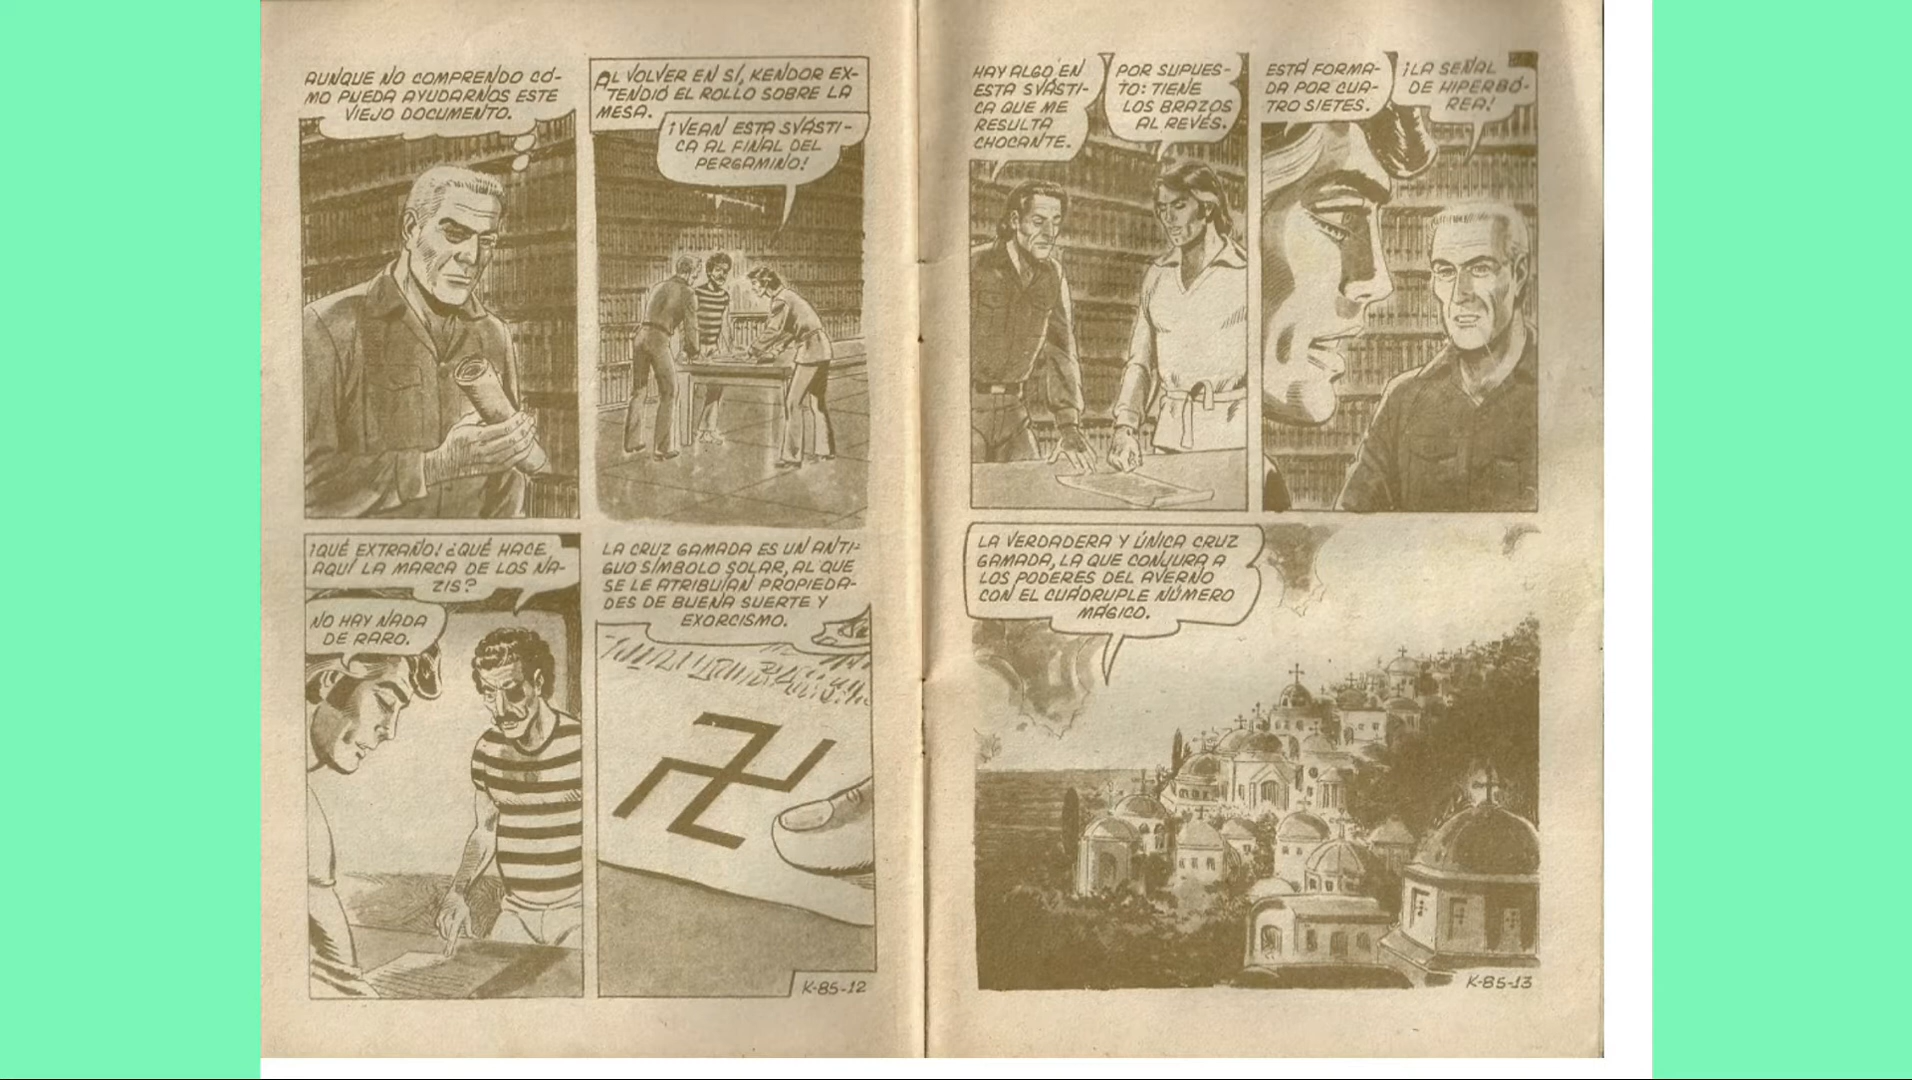 AUNQUE NO COMPRENDO CÓ-
MO PUEDA AYUDARNOS ESTE
VIEJO DOCUMENTO.
AL VOLVER EN SÍ, KENDOR EX-
TENDIÓ EL ROLLO SOBRE LA
MESA.
¡VEAN ESTA SVÁSTI-
CA AL FINAL DEL
PERGAMINO!
¡QUÉ EXTRAÑO! ¿QUÉ HACE
AQUÍ LA MARCA DE LOS NA-
ZIS?
NO HAY NADA
DE RARO.
LA CRUZ GAMADA ES UN ANTI-
GUO SÍMBOLO SOLAR, AL QUE
SE LE ATRIBUÍAN PROPIEDA-
DES DE BUENA SUERTE Y
EXORCISMO.
K-85-12
HAY ALGO EN
ESTA SVÁSTI-
CA QUE ME
RESULTA
CHOCANTE.
POR SUPUES-
TO: TIENE
LOS BRAZOS
AL REVÉS.
ESTÁ FORMA-
DA POR CUA-
TRO SIETES.
¡LA SEÑAL
DE HIPERBÓ-
REA!
LA VERDADERA Y ÚNICA CRUZ
GAMADA, LA QUE CONJURA A
LOS PODERES DEL AVERNO
CON EL CUÁDRUPLE NÚMERO
MÁGICO.
K-85-13